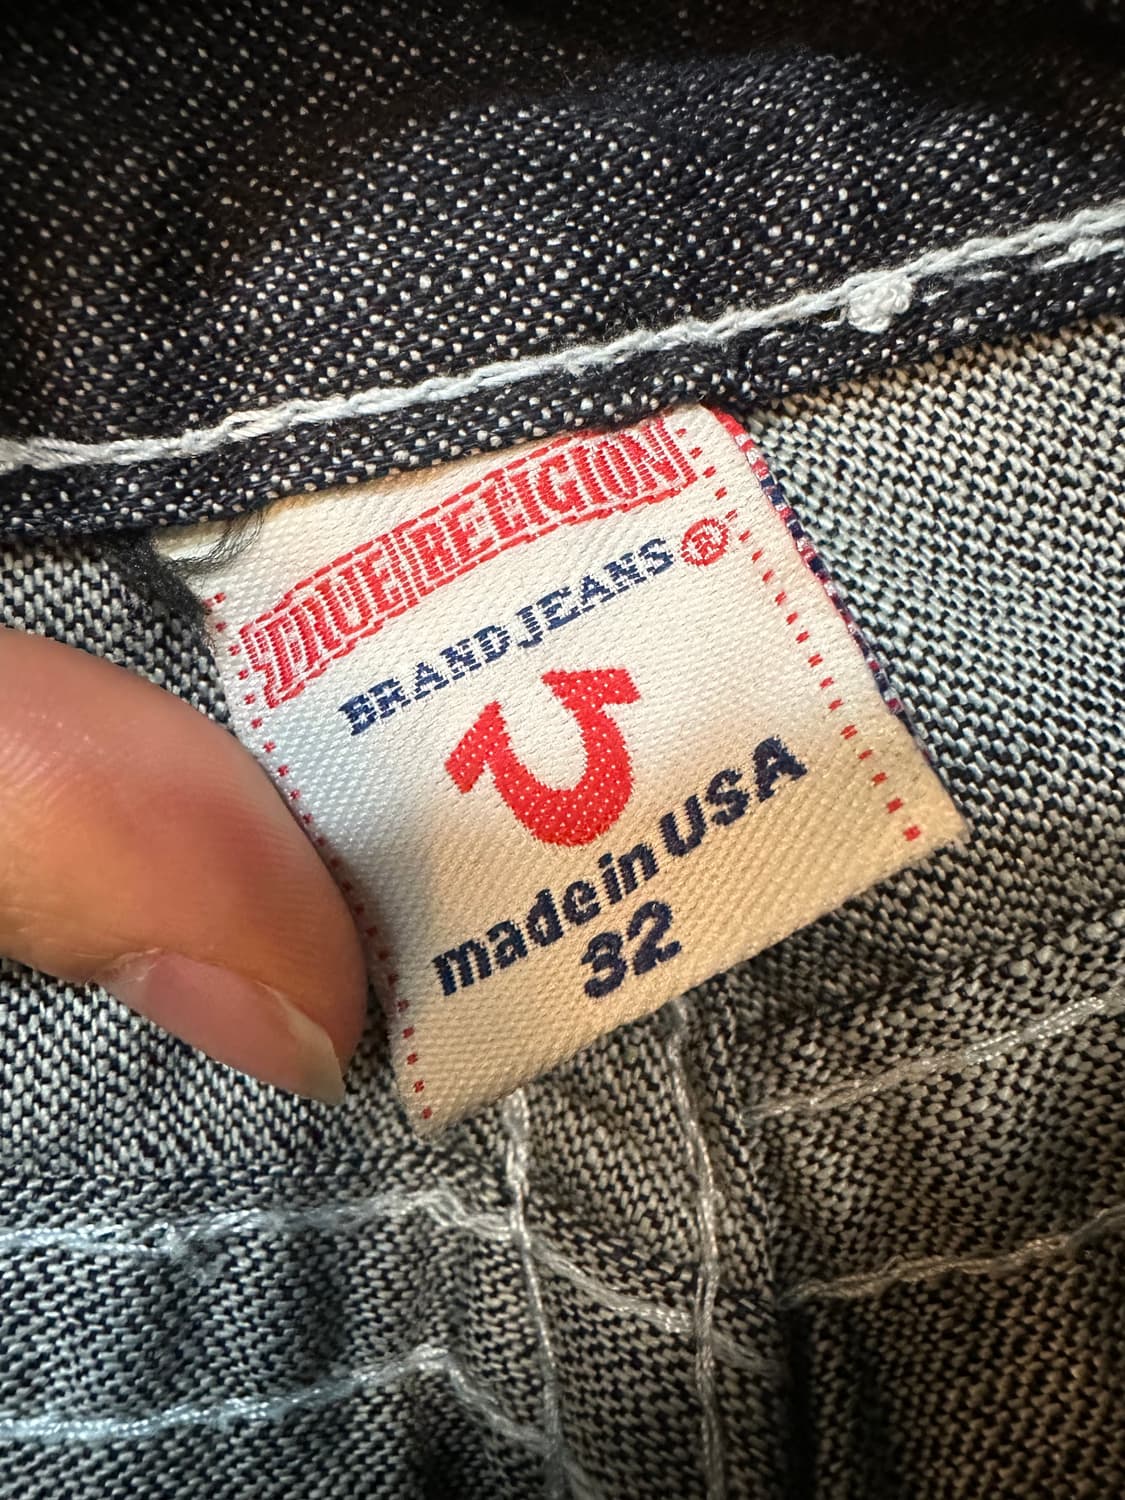 TRUE RELIGION
BRAND JEANS ®
made in USA
32